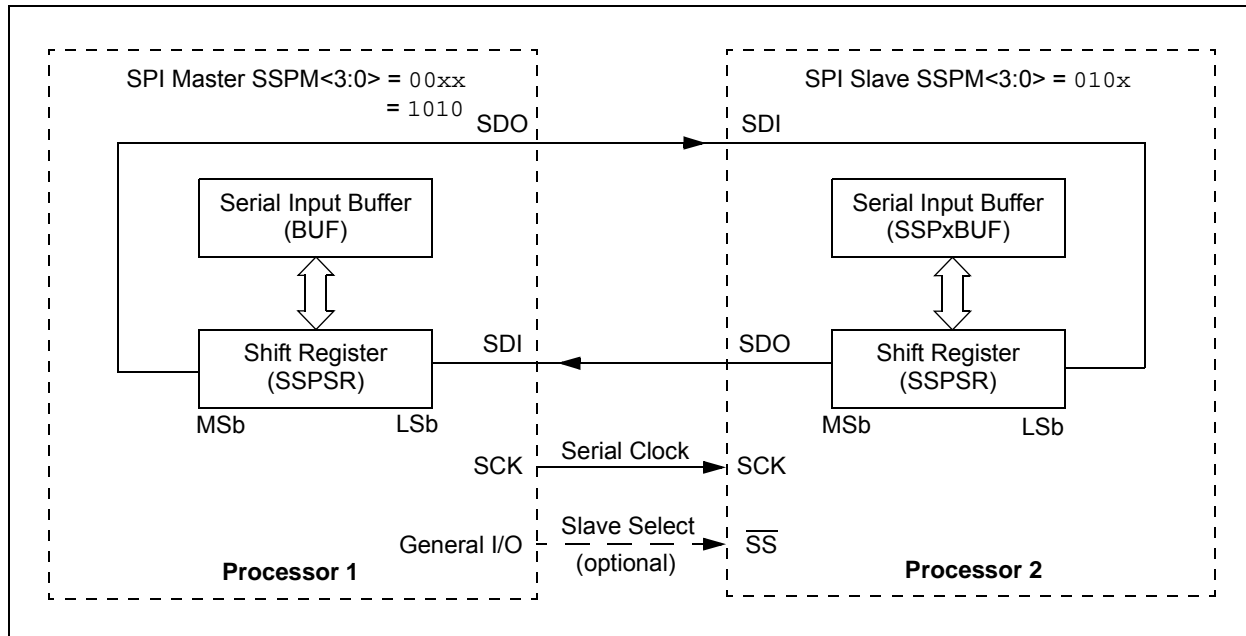 SPI Master SSPM<3:0> = 00xx
= 1010
SDO
Serial Input Buffer
(BUF)
Shift Register
(SSPSR)
MSb
LSb
SDI
SCK
General I/O
Processor 1
Serial Clock
Slave Select
(optional)
SPI Slave SSPM<3:0> = 010x
SDI
Serial Input Buffer
(SSPxBUF)
SDO
Shift Register
(SSPSR)
MSb
LSb
SCK
SS
Processor 2